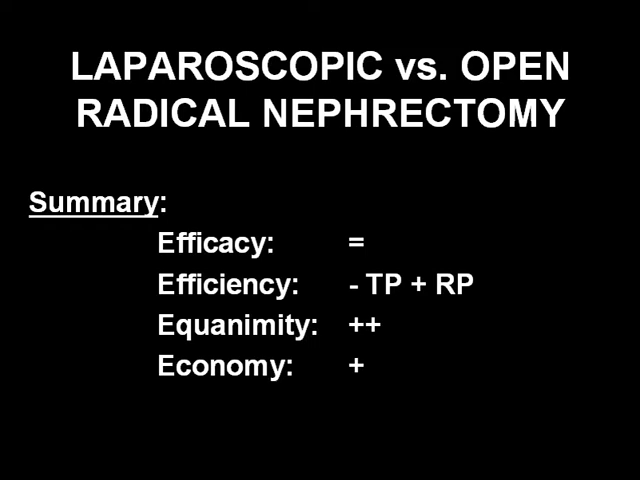 LAPAROSCOPIC vs. OPEN
RADICAL NEPHRECTOMY
Summary:
Efficacy: =
Efficiency: - TP + RP
Equanimity: ++
Economy: +